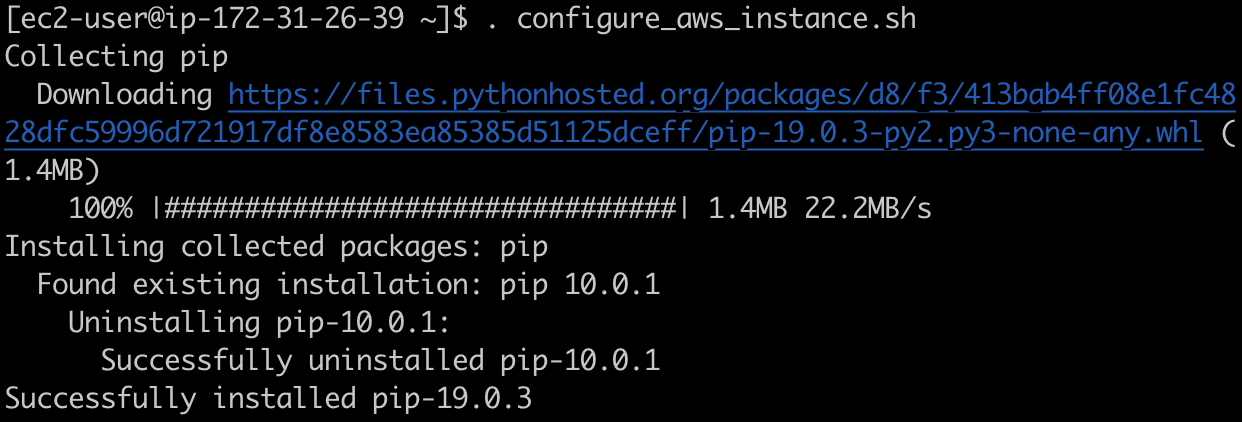 [ec2-user@ip-172-31-26-39 ~]$ . configure_aws_instance.sh
Collecting pip
  Downloading https://files.pythonhosted.org/packages/d8/f3/413bab4ff08e1fc48
28dfc59996d721917df8e8583ea85385d51125dceff/pip-19.0.3-py2.py3-none-any.whl (
1.4MB)
    100% |################################| 1.4MB 22.2MB/s
Installing collected packages: pip
  Found existing installation: pip 10.0.1
    Uninstalling pip-10.0.1:
      Successfully uninstalled pip-10.0.1
Successfully installed pip-19.0.3